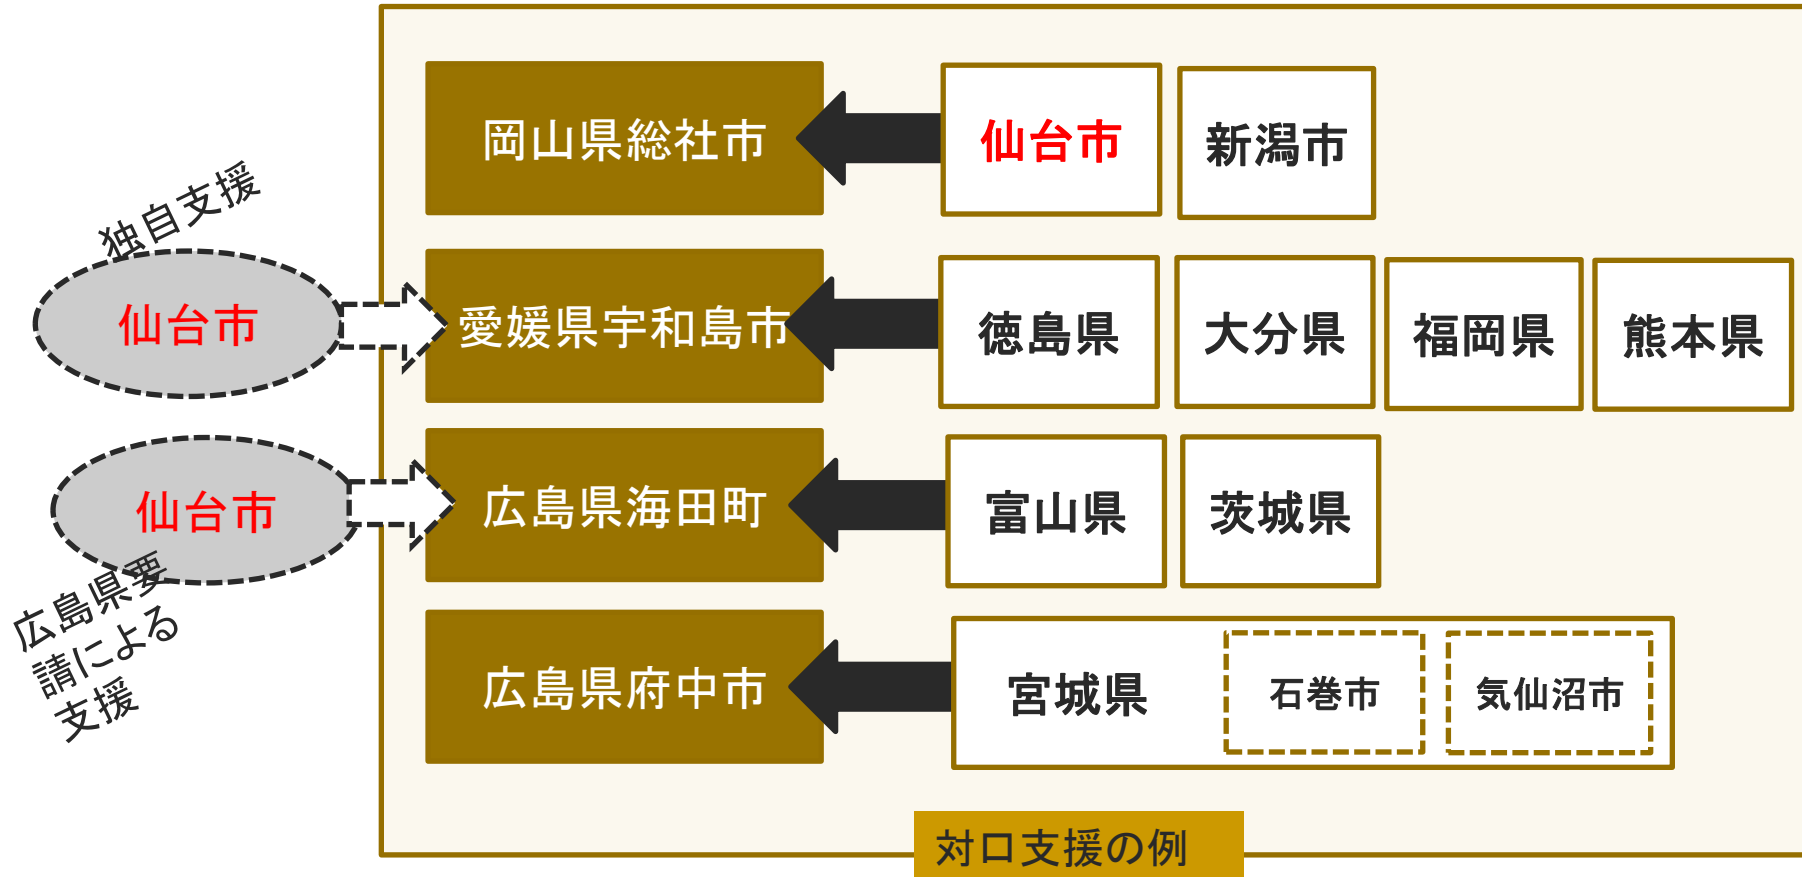 岡山県総社市
仙台市
新潟市
独自支援
仙台市
愛媛県宇和島市
徳島県
大分県
福岡県
熊本県
仙台市
広島県要
請による
支援
広島県海田町
富山県
茨城県
広島県府中市
宮城県
石巻市
気仙沼市
対口支援の例